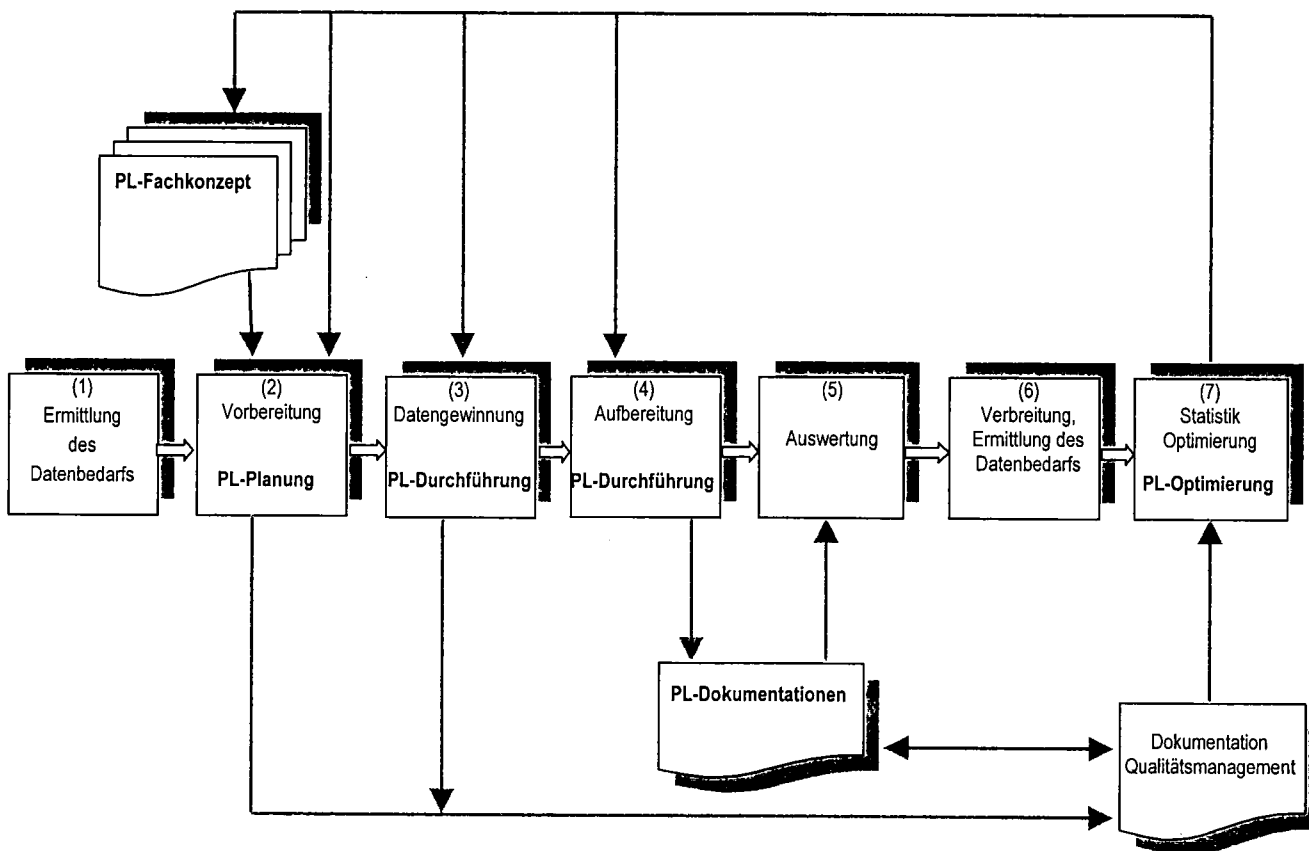 PL-Fachkonzept
(1)
Ermittlung
des
Datenbedarfs
(2)
Vorbereitung
PL-Planung
(3)
Datengewinnung
PL-Durchführung
(4)
Aufbereitung
PL-Durchführung
(5)
Auswertung
(6)
Verbreitung,
Ermittlung des
Datenbedarfs
(7)
Statistik
Optimierung
PL-Optimierung
PL-Dokumentationen
Dokumentation
Qualitätsmanagement